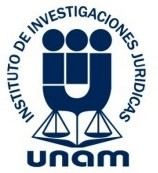 INSTITUTO DE INVESTIGACIONES JURIDICAS
unam